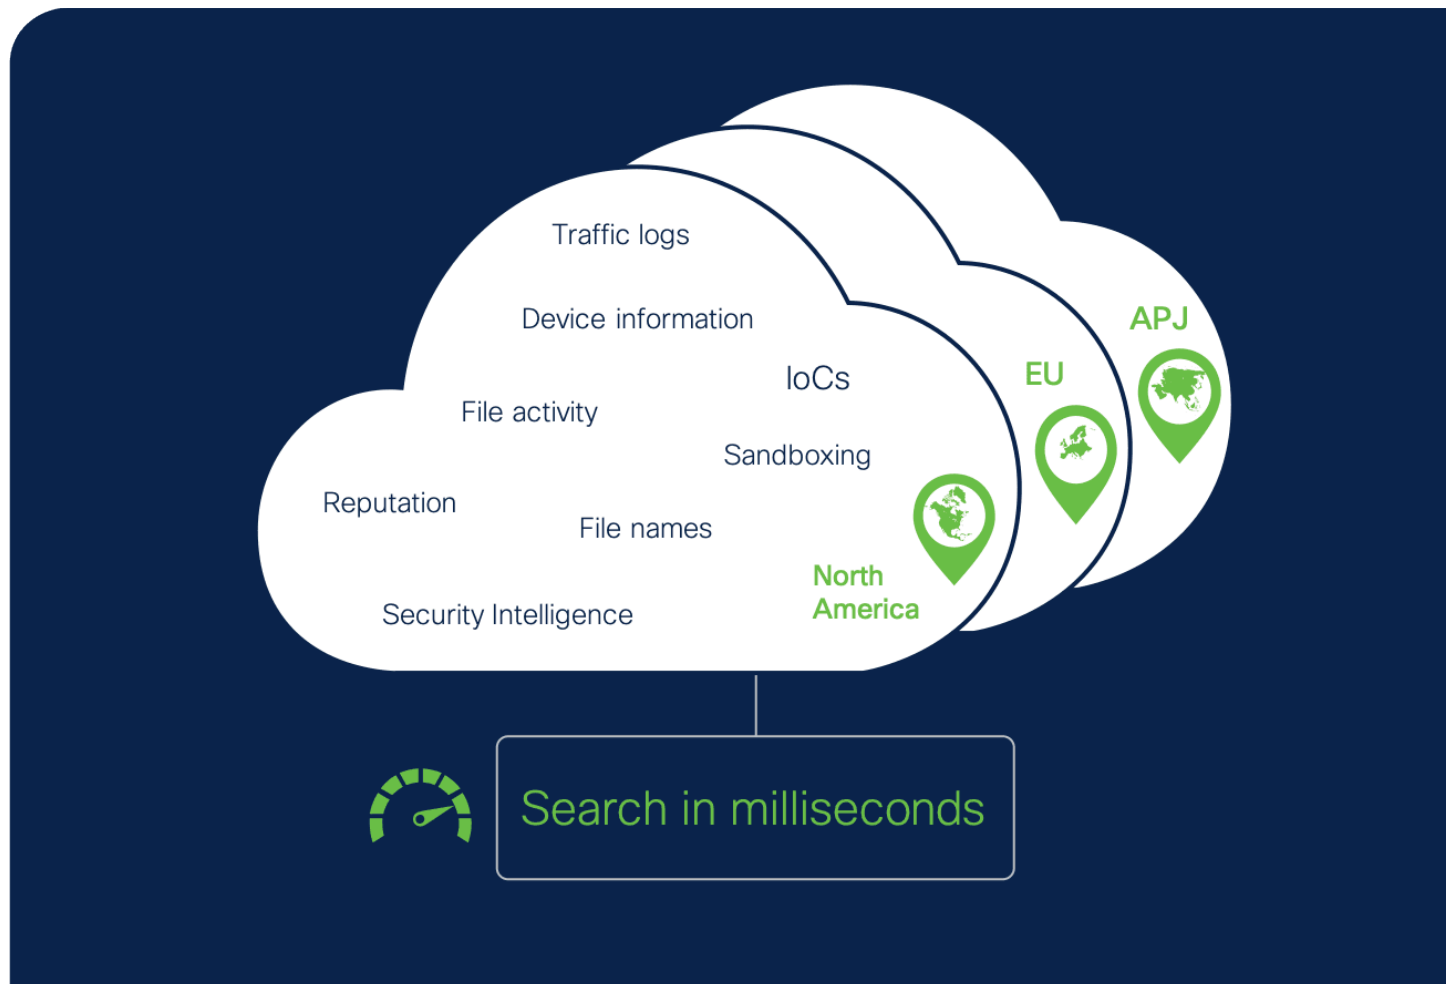 Traffic logs
Device information
APJ
EU
IoCs
File activity
Sandboxing
Reputation
File names
North
America
Security Intelligence
Search in milliseconds